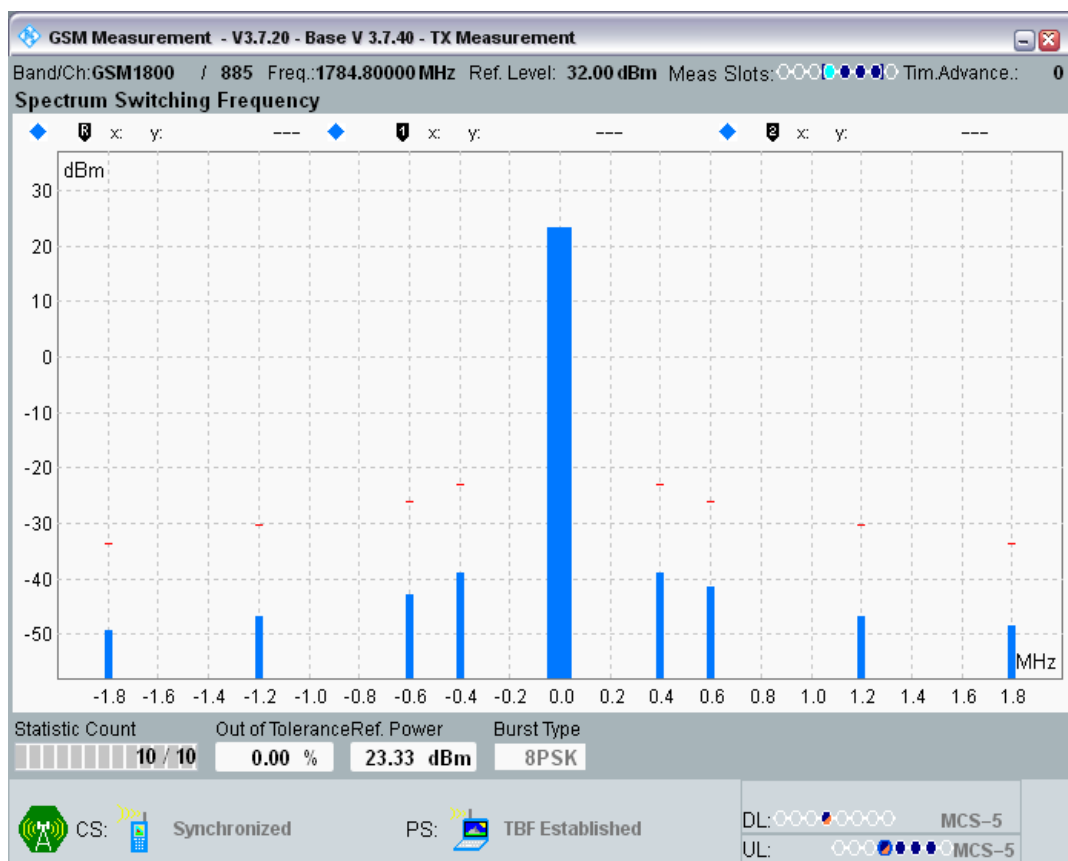 GSM Measurement - V3.7.20 - Base V 3.7.40 - TX Measurement
Band/Ch:GSM1800 / 885 Freq.:1784.80000 MHz Ref. Level: 32.00 dBm Meas Slots: Tim.Advance.: 0
Spectrum Switching Frequency
R x: y: --- 1 x: y: --- 2 x: y: ---
dBm
30
20
10
0
-10
-20
-30
-40
-50
MHz
-1.8 -1.6 -1.4 -1.2 -1.0 -0.8 -0.6 -0.4 -0.2 0.0 0.2 0.4 0.6 0.8 1.0 1.2 1.4 1.6 1.8
Statistic Count Out of Tolerance Ref. Power Burst Type
10 / 10 0.00 % 23.33 dBm 8PSK
CS: Synchronized PS: TBF Established DL: MCS-5
UL: MCS-5